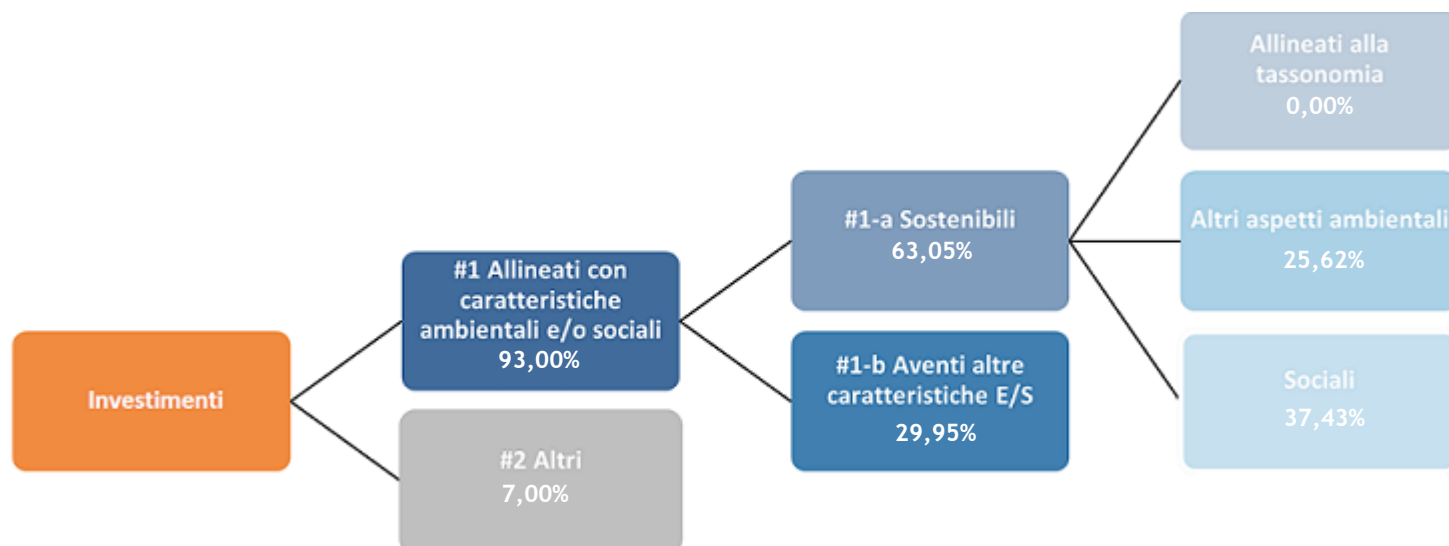 Investimenti
#1 Allineati con
caratteristiche
ambientali e/o sociali
93,00%
#2 Altri
7,00%
#1-a Sostenibili
63,05%
#1-b Aventi altre
caratteristiche E/S
29,95%
Allineati alla
tassonomia
0,00%
Altri aspetti ambientali
25,62%
Sociali
37,43%